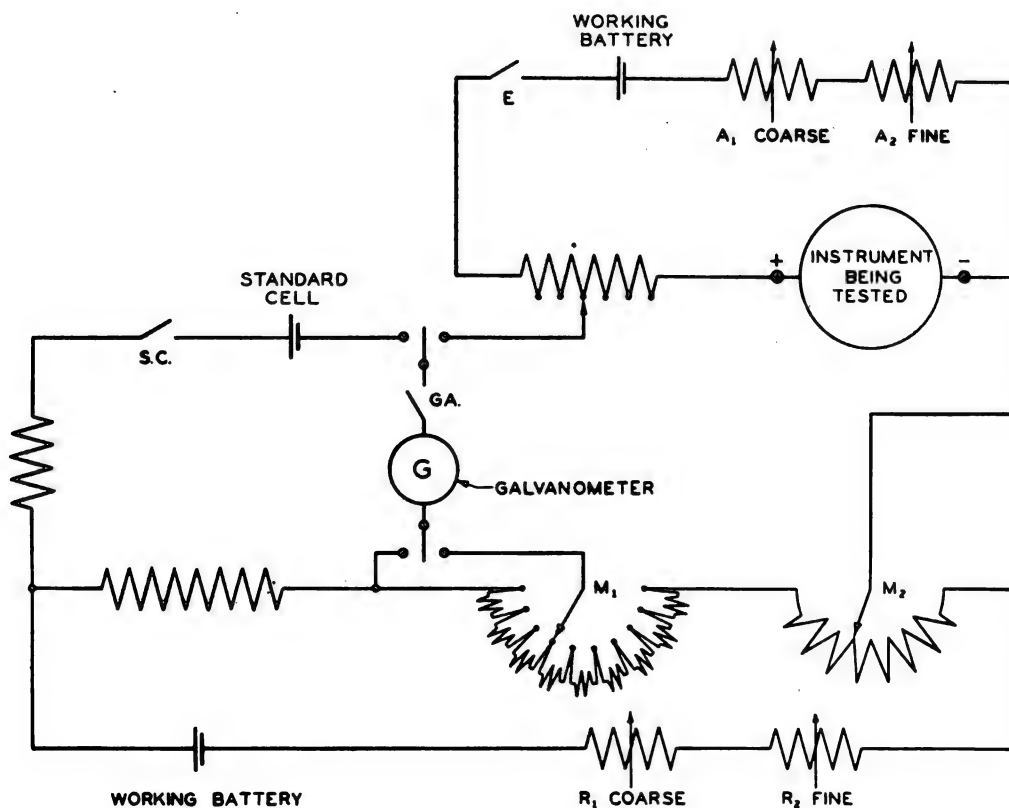 WORKING
BATTERY
E
A₁ COARSE
A₂ FINE
+
INSTRUMENT
BEING
TESTED
-
STANDARD
CELL
S.C.
GA.
G
GALVANOMETER
M₁
M₂
WORKING BATTERY
R₁ COARSE
R₂ FINE